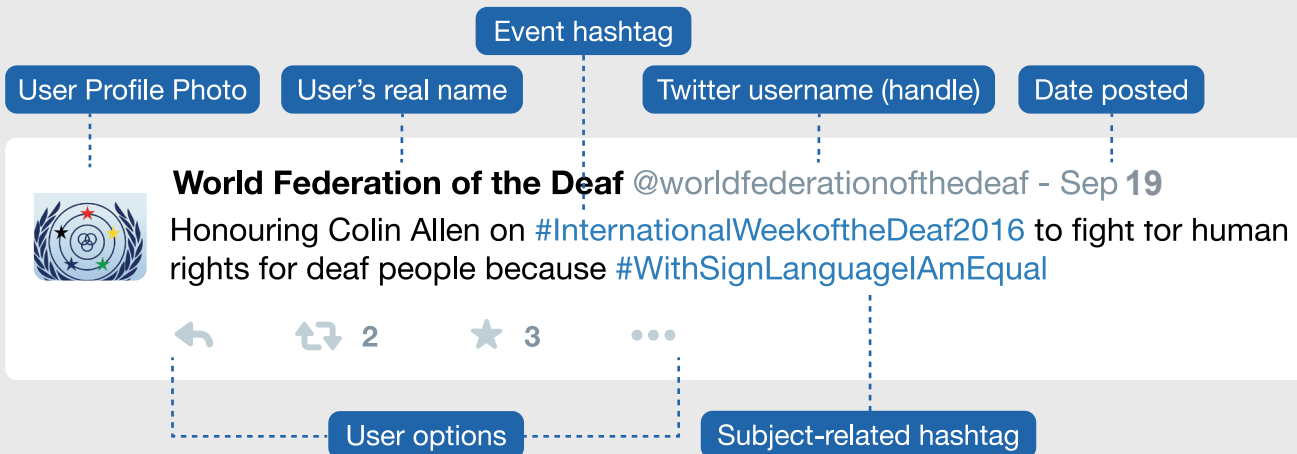 Event hashtag
User Profile Photo
User's real name
Twitter username (handle)
Date posted
World Federation of the Deaf @worldfederationofthedeaf - Sep 19
Honouring Colin Allen on #InternationalWeekoftheDeaf2016 to fight for human
rights for deaf people because #WithSignLanguageIAmEqual
2 3
User options
Subject-related hashtag